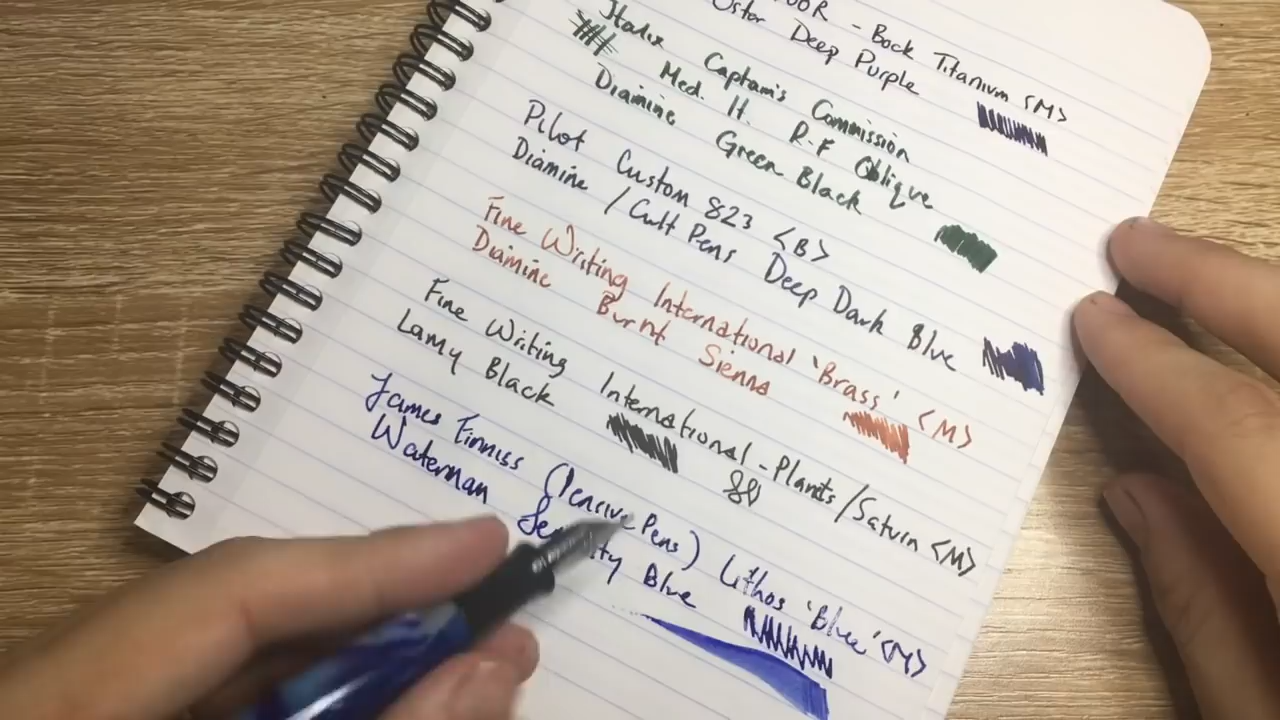 - Bock Titanium <M>
Deep Purple
Italix Captain's Commission
Med. It. R-F Oblique
Diamine Green Black
Pilot Custom 823 <B>
Diamine / Cult Pens Deep Dark Blue
Fine Writing International 'Brass' <M>
Diamine Burnt Sienna
Fine Writing International - Planets/Saturn <M>
Lamy Black
James Finniss (Pensive Pens) Lithos 'Blue' <M>
Waterman Serenity Blue